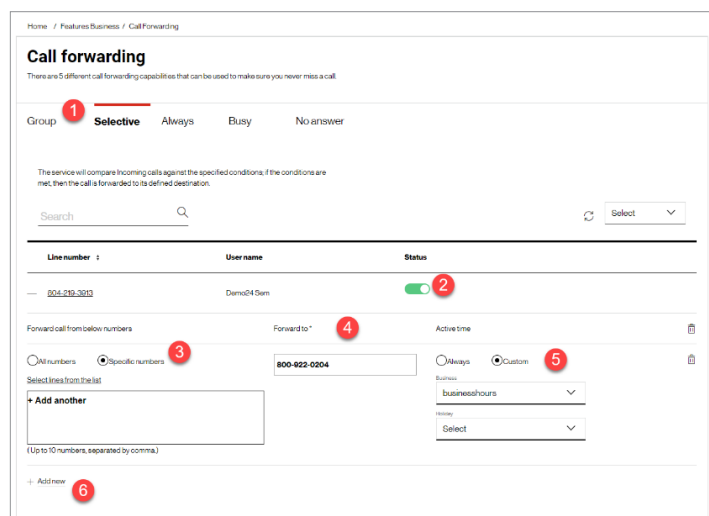 Home / Features Business / Call Forwarding
Call forwarding
There are 5 different call forwarding capabilities that can be used to make sure you never miss a call.
1
Group Selective Always Busy No answer
The service will compare Incoming calls against the specified conditions; if the conditions are
met, then the call is forwarded to its defined destination.
Search Select
Line number User name Status
804-219-3913 Demo24 Sem 2
Forward call from below numbers Forward to * 4 Active time
All numbers Specific numbers 3 800-922-0204 Always Custom 5
Select lines from the list Business
+ Add another businesshours
Holiday
Select
(Up to 10 numbers, separated by comma.)
+ Add new 6